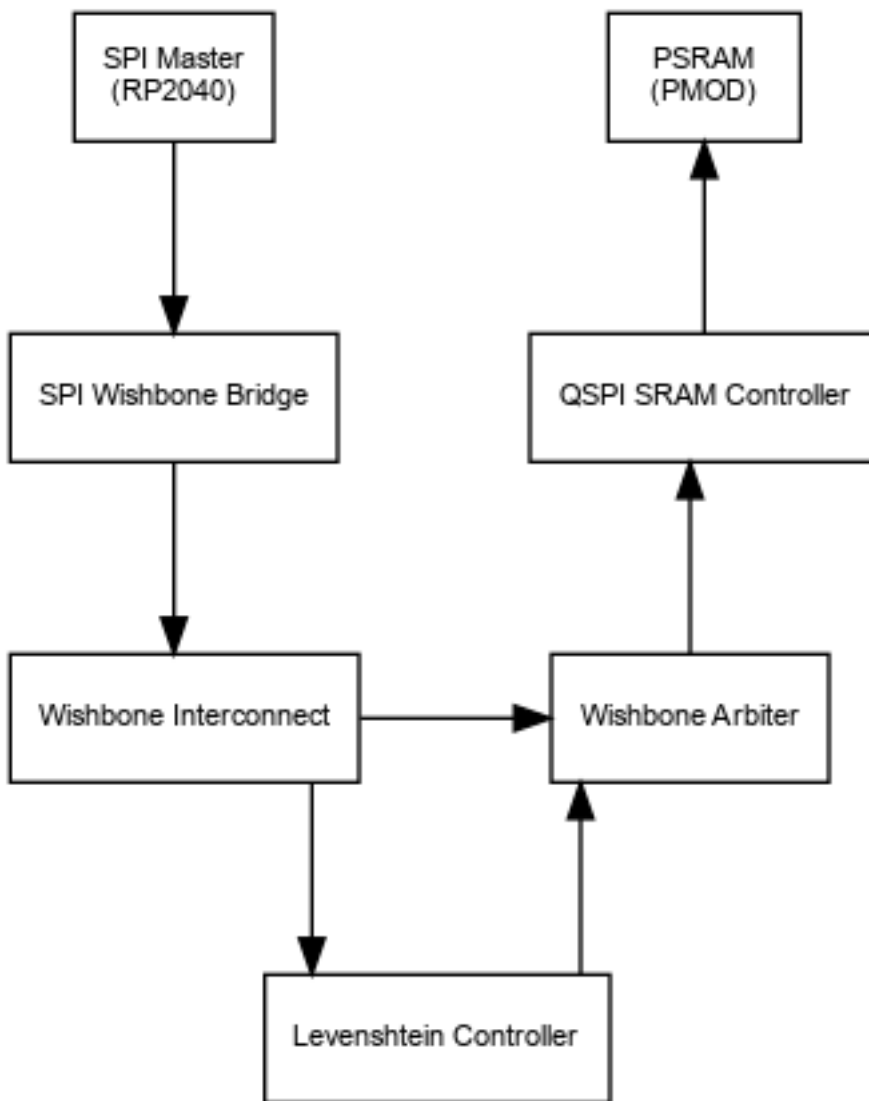 SPI Master
(RP2040)
PSRAM
(PMOD)
SPI Wishbone Bridge
QSPI SRAM Controller
Wishbone Interconnect
Wishbone Arbiter
Levenshtein Controller